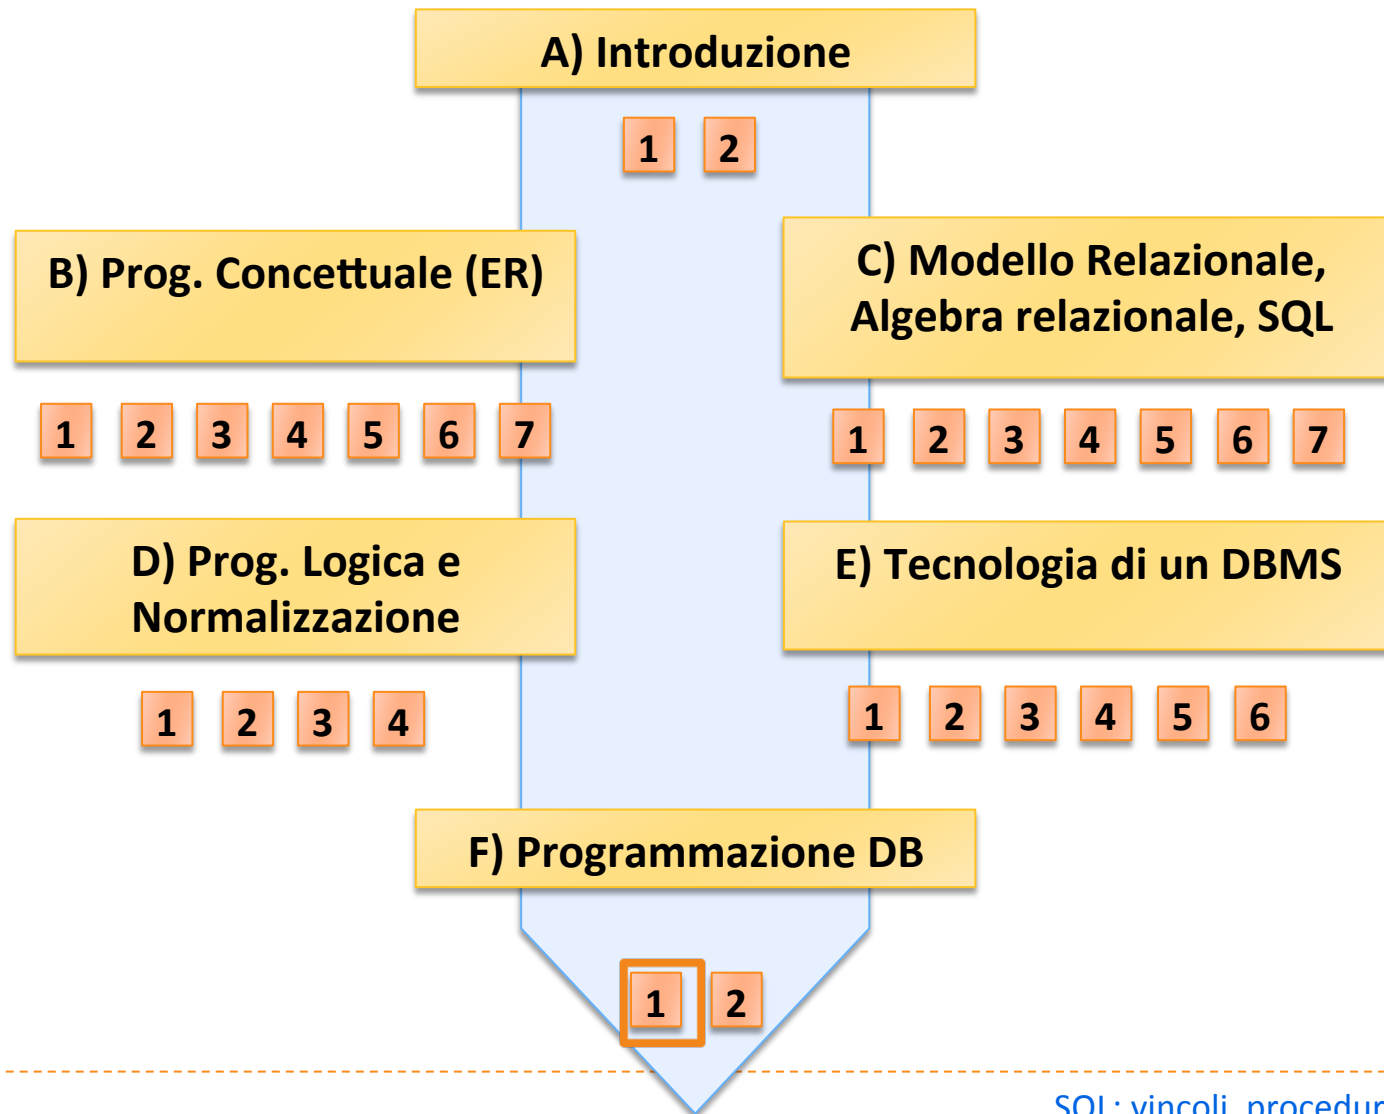 A) Introduzione
1 2
B) Prog. Concettuale (ER)
C) Modello Relazionale,
Algebra relazionale, SQL
1 2 3 4 5 6 7
1 2 3 4 5 6 7
D) Prog. Logica e
Normalizzazione
E) Tecnologia di un DBMS
1 2 3 4
1 2 3 4 5 6
F) Programmazione DB
1 2
SQL: vincoli, procedur